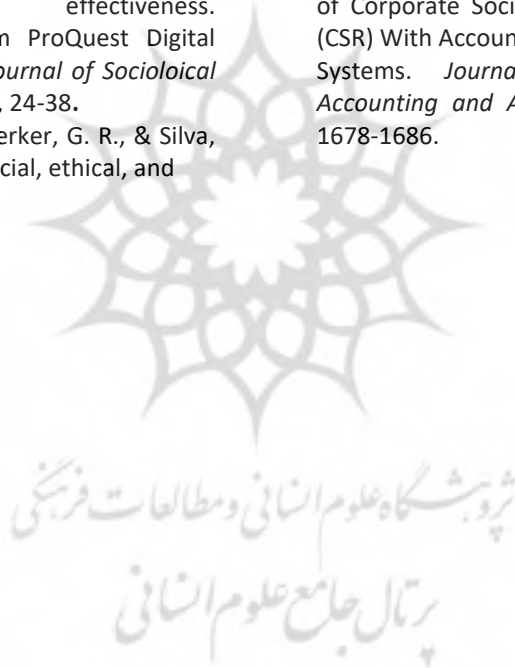 effectiveness.
m ProQuest Digital
ournal of Socioloical
, 24-38.
erker, G. R., & Silva,
cial, ethical, and
of Corporate Soci
(CSR) With Accoun
Systems. Journa
Accounting and A
1678-1686.
پژوهشگاه علوم انسانی و مطالعات فرهنگی
پرتال جامع علوم انسانی